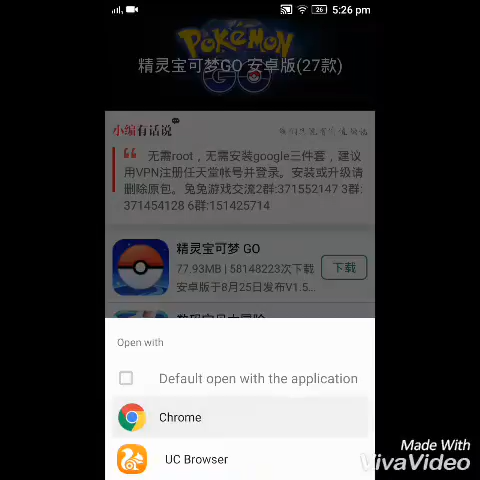 26 5:26 pm
POKÉMON
GO
精灵宝可梦GO 安卓版(27款)
小编有话说
无需root，无需安装google三件套，建议
用VPN注册任天堂帐号并登录。安装或升级请
删除原包。兔兔游戏交流2群:371552147 3群:
371454128 6群:151425714
精灵宝可梦 GO
77.93MB | 58148223次下载
下载
安卓版于8月25日发布V1.5...
Open with
Default open with the application
Chrome
UC Browser
Made With
VivaVideo